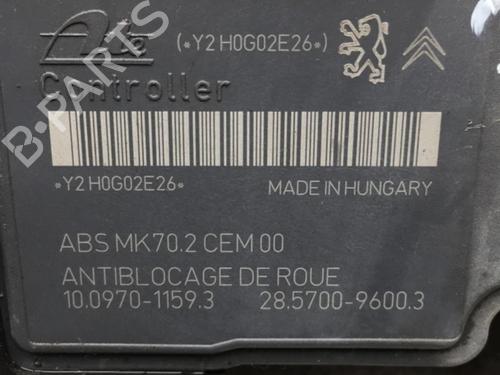 Ate (*Y2 H0G02E26*)
Controller
B-PARTS
*Y2 H0G02E26* MADE IN HUNGARY
ABS MK70.2 CEM 00
ANTIBLOCAGE DE ROUE
10.0970-1159.3 28.5700-9600.3